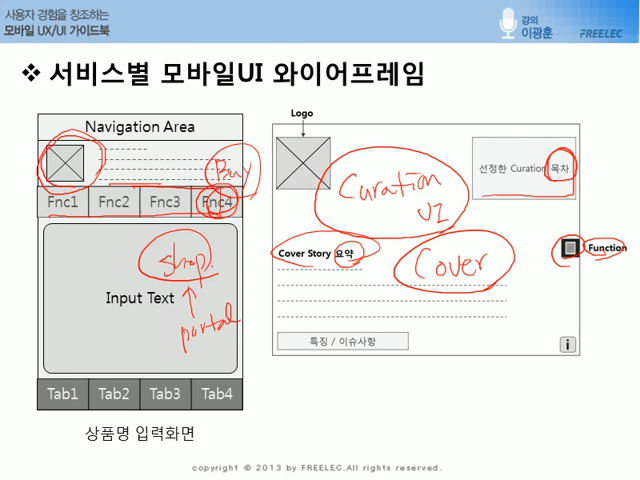 사용자 경험을 창조하는
모바일 UX/UI 가이드북
강의
이광훈
FREELEC
❖ 서비스별 모바일UI 와이어프레임
Navigation Area
Buy
Fnc1 Fnc2 Fnc3 Fnc4
shop.
Input Text
portal
Tab1 Tab2 Tab3 Tab4
상품명 입력화면
Logo
선정한 Curation 목차
Curation
UI
Cover Story 요약
Cover
Function
특징 / 이슈사항
i
copyright © 2013 by FREELEC.All rights reserved.